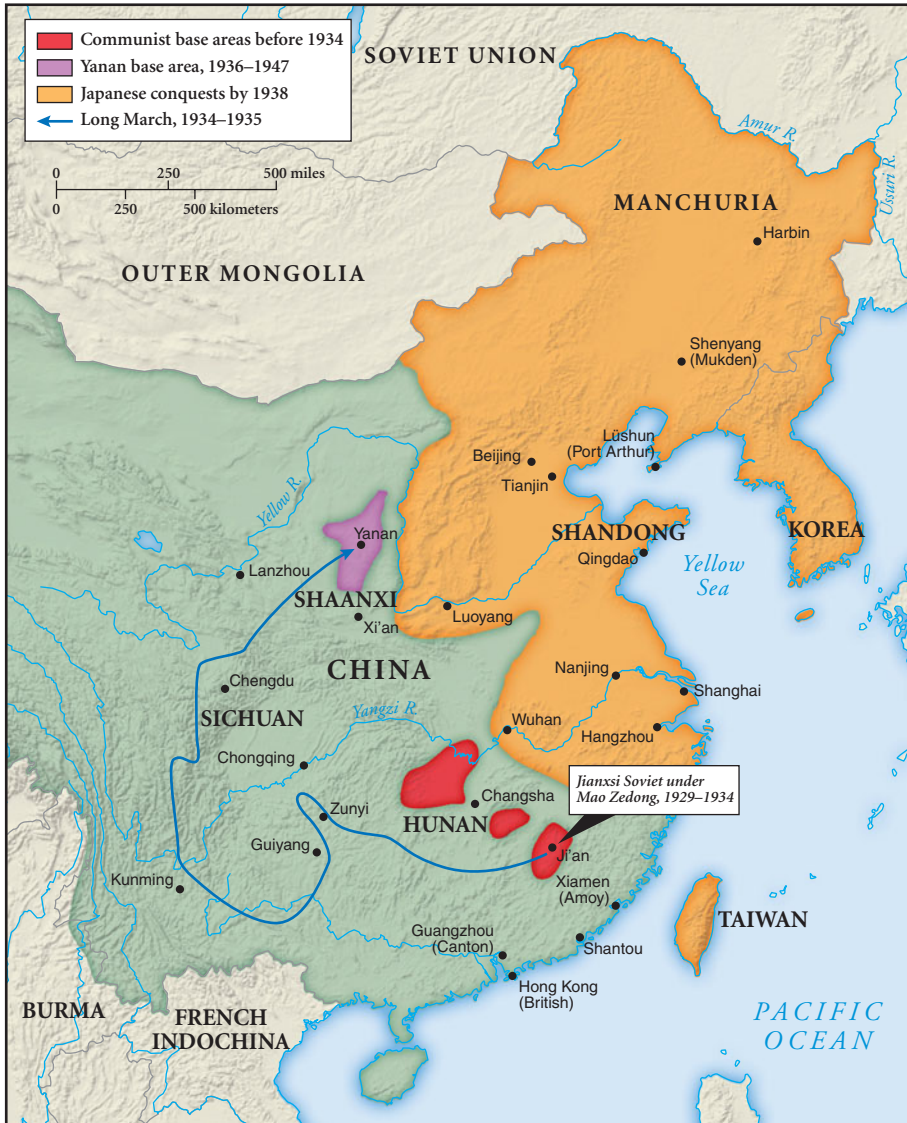 Communist base areas before 1934
Yanan base area, 1936–1947
Japanese conquests by 1938
Long March, 1934–1935
0 250 500 miles
0 250 500 kilometers
SOVIET UNION
Amur R.
Ussuri R.
MANCHURIA
Harbin
OUTER MONGOLIA
Shenyang
(Mukden)
Lüshun
(Port Arthur)
Beijing
Tianjin
Yellow R.
SHANDONG
KOREA
Yanan
Qingdao
Yellow
Sea
Lanzhou
SHAANXI
Luoyang
Xi'an
CHINA
Nanjing
Chengdu
Shanghai
SICHUAN
Yangzi R.
Wuhan
Hangzhou
Chongqing
Jianxsi Soviet under
Mao Zedong, 1929–1934
Changsha
Zunyi
HUNAN
Guiyang
Ji'an
Kunming
Xiamen
(Amoy)
TAIWAN
Guangzhou
(Canton)
Shantou
Hong Kong
(British)
BURMA
FRENCH
INDOCHINA
PACIFIC
OCEAN